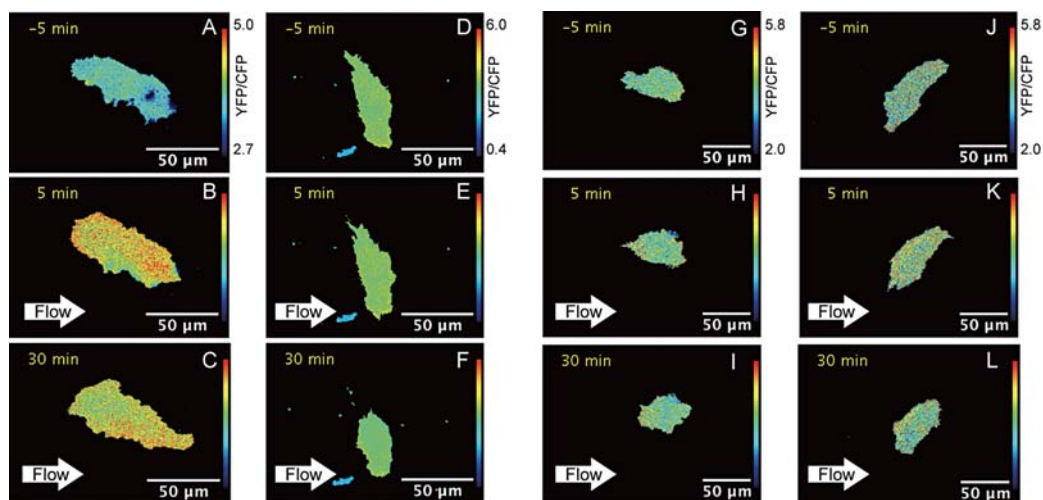 –5 min A 5.0
YFP/CFP
50 µm 2.7
5 min B
Flow 50 µm
30 min C
Flow 50 µm
–5 min D 6.0
YFP/CFP
50 µm 0.4
5 min E
Flow 50 µm
30 min F
Flow 50 µm
–5 min G 5.8
YFP/CFP
50 µm 2.0
5 min H
Flow 50 µm
30 min I
Flow 50 µm
–5 min J 5.8
YFP/CFP
50 µm 2.0
5 min K
Flow 50 µm
30 min L
Flow 50 µm